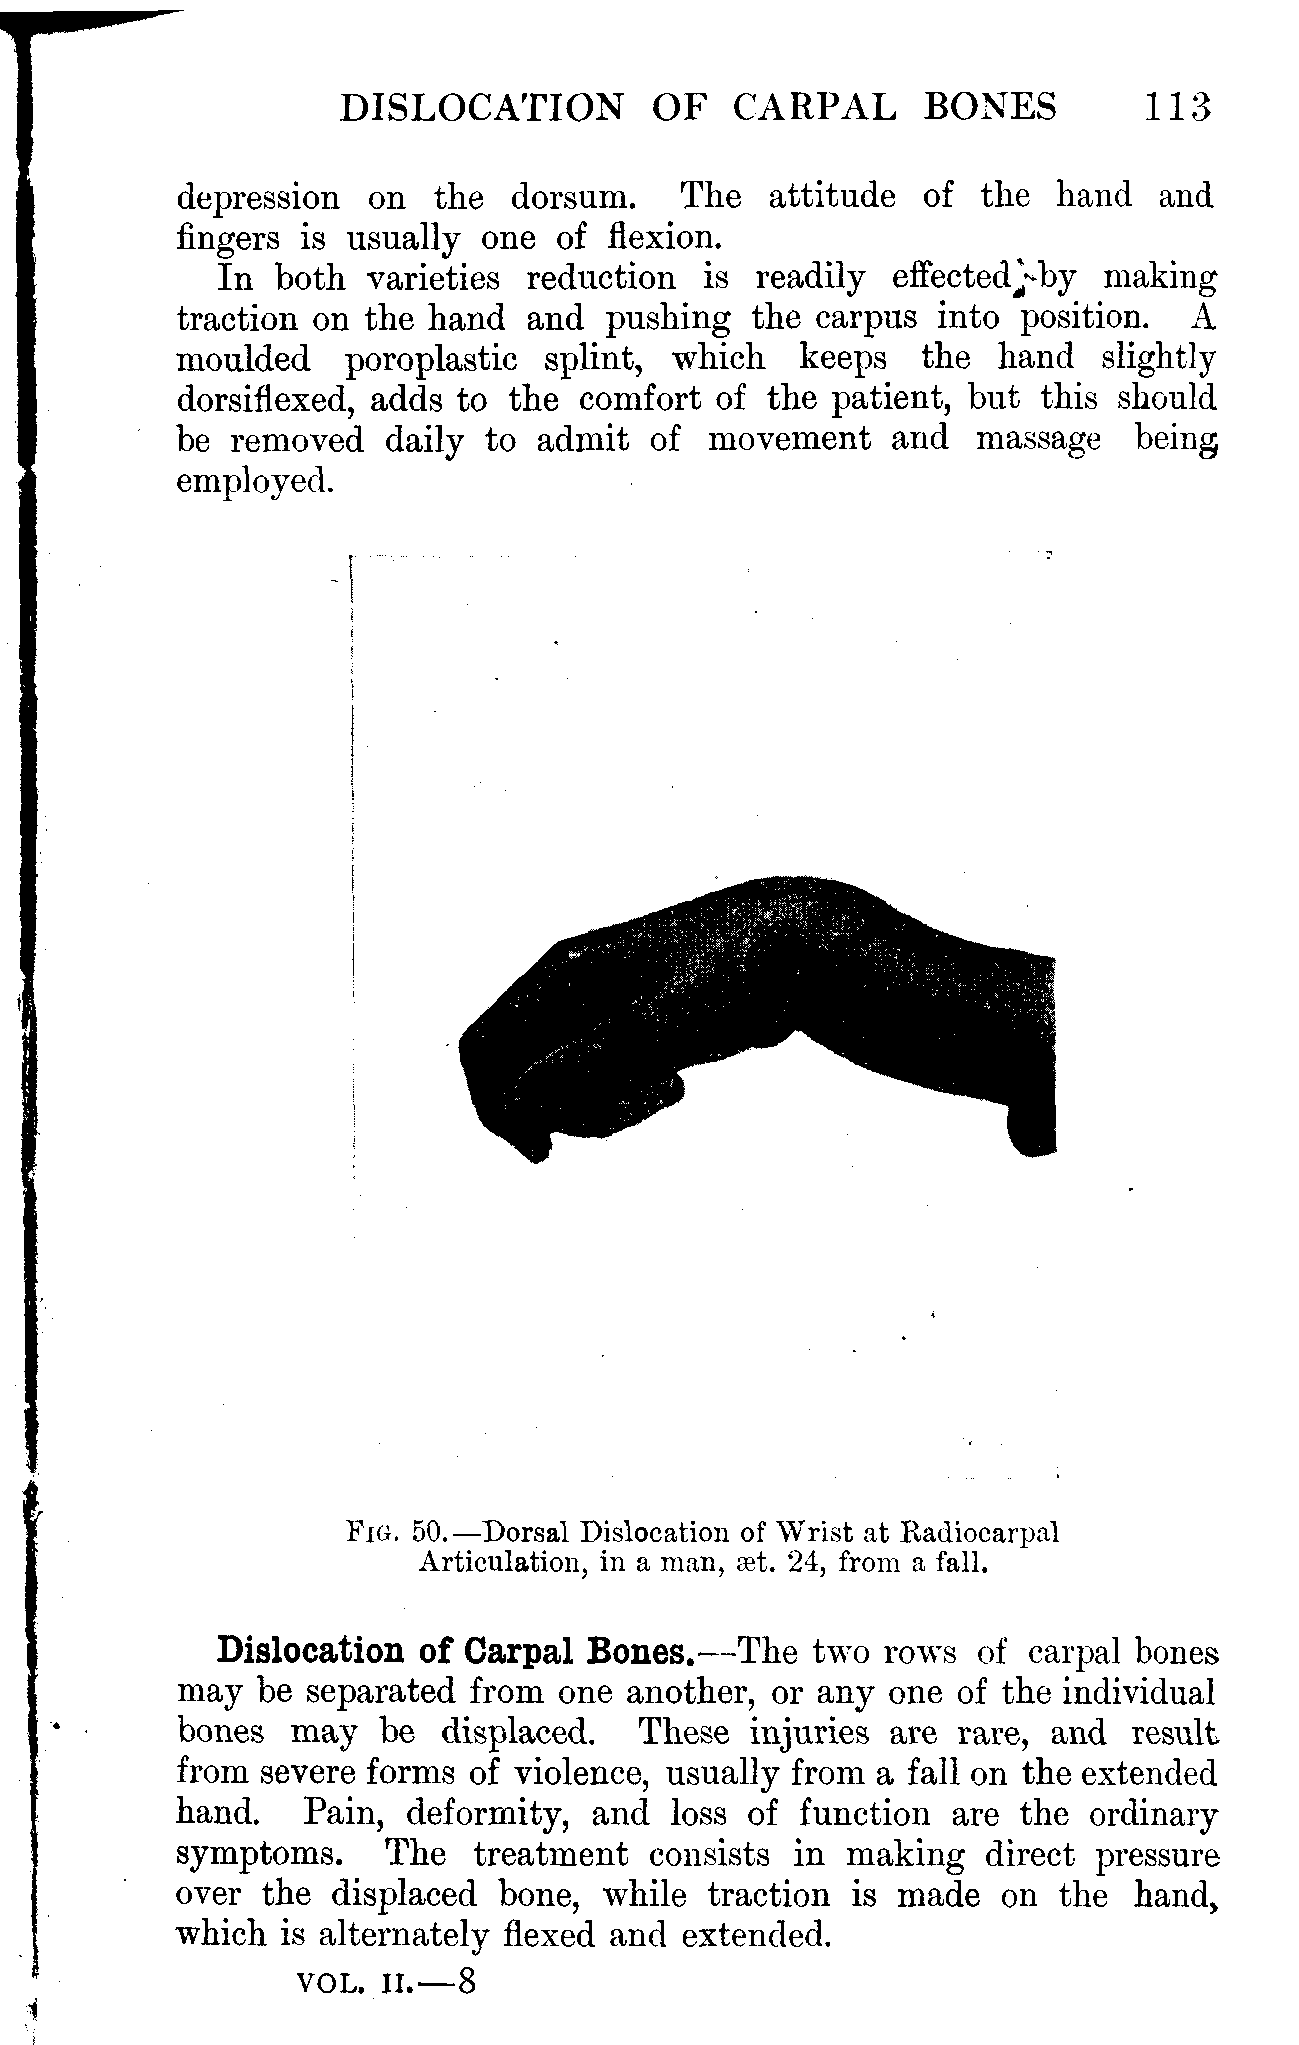 DISLOCATION OF CARPAL BONES 113
depression on the dorsum. The attitude of the hand and
fingers is usually one of flexion.
In both varieties reduction is readily effected by making
traction on the hand and pushing the carpus into position. A
moulded poroplastic splint, which keeps the hand slightly
dorsiflexed, adds to the comfort of the patient, but this should
be removed daily to admit of movement and massage being
employed.
FIG. 50.—Dorsal Dislocation of Wrist at Radiocarpal
Articulation, in a man, æt. 24, from a fall.
Dislocation of Carpal Bones.—The two rows of carpal bones
may be separated from one another, or any one of the individual
bones may be displaced. These injuries are rare, and result
from severe forms of violence, usually from a fall on the extended
hand. Pain, deformity, and loss of function are the ordinary
symptoms. The treatment consists in making direct pressure
over the displaced bone, while traction is made on the hand,
which is alternately flexed and extended.
VOL. II.—8